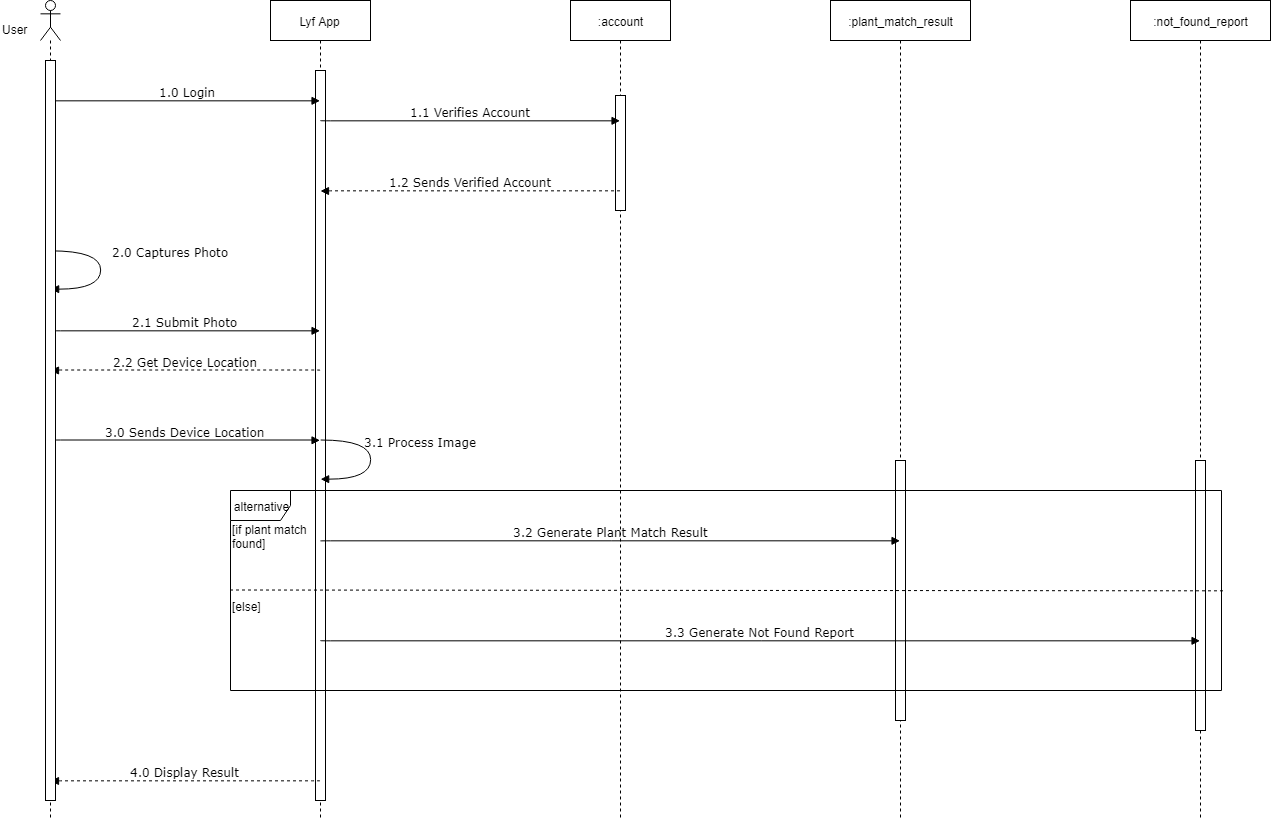 User
Lyf App
:account
:plant_match_result
:not_found_report
1.0 Login
1.1 Verifies Account
1.2 Sends Verified Account
2.0 Captures Photo
2.1 Submit Photo
2.2 Get Device Location
3.0 Sends Device Location
3.1 Process Image
alternative
[if plant match
found]
3.2 Generate Plant Match Result
[else]
3.3 Generate Not Found Report
4.0 Display Result